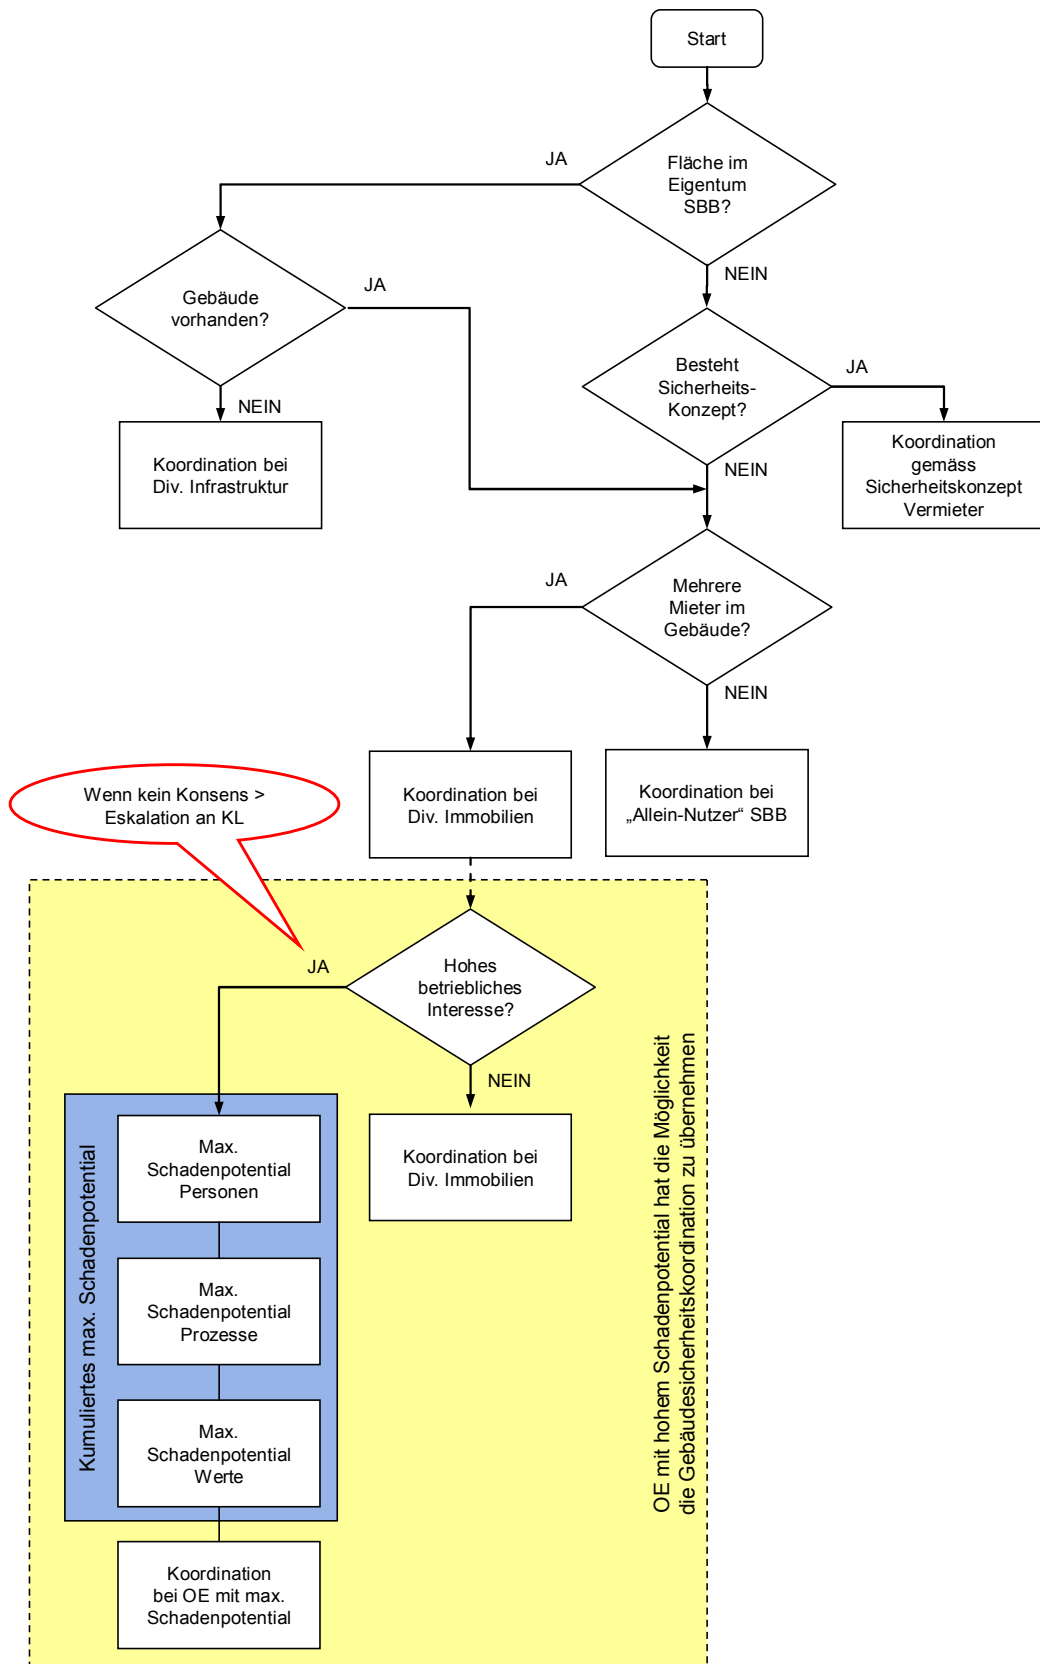 Start
Fläche im
Eigentum
SBB?
JA
NEIN
Gebäude
vorhanden?
JA
NEIN
Besteht
Sicherheits-
Konzept?
JA
NEIN
Koordination bei
Div. Infrastruktur
Koordination
gemäss
Sicherheitskonzept
Vermieter
Mehrere
Mieter im
Gebäude?
JA
NEIN
Wenn kein Konsens >
Eskalation an KL
Koordination bei
Div. Immobilien
Koordination bei
„Allein-Nutzer“ SBB
Hohes
betriebliches
Interesse?
JA
NEIN
Koordination bei
Div. Immobilien
Kumuliertes max. Schadenpotential
Max.
Schadenpotential
Personen
Max.
Schadenpotential
Prozesse
Max.
Schadenpotential
Werte
Koordination
bei OE mit max.
Schadenpotential
OE mit hohem Schadenpotential hat die Möglichkeit
die Gebäudesicherheitskoordination zu übernehmen